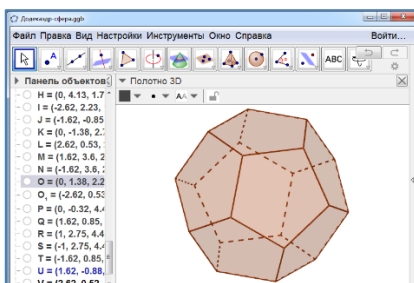 Додекаедр сфера.ggb
Файл Правка Вид Настройки Инструменты Окно Справка
Войти...
ABC
Панель объектов
Полотно 3D
AA
H = (0, 4.13, 1.7
I = (-2.62, 2.23,
J = (-1.62, -0.85
K = (0, -1.38, 2.
L = (2.62, 0.53,
M = (1.62, 3.6, 2
N = (-1.62, 3.6, 2
O = (0, 1.38, 2.2
O₁ = (-2.62, 0.53
P = (0, -0.32, 4.4
Q = (1.62, 0.85,
R = (1, 2.75, 4.4
S = (-1, 2.75, 4.4
T = (-1.62, 0.85,
U = (1.62, -0.88,